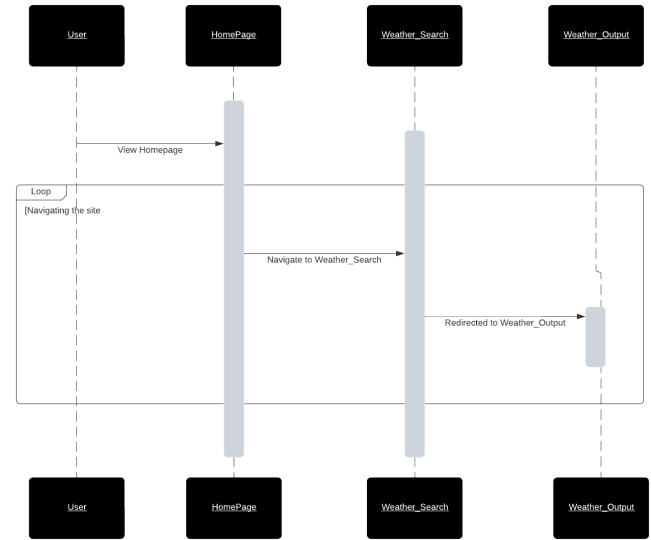 User
HomePage
Weather_Search
Weather_Output
View Homepage
Loop
[Navigating the site
Navigate to Weather_Search
Redirected to Weather_Output
User
HomePage
Weather_Search
Weather_Output